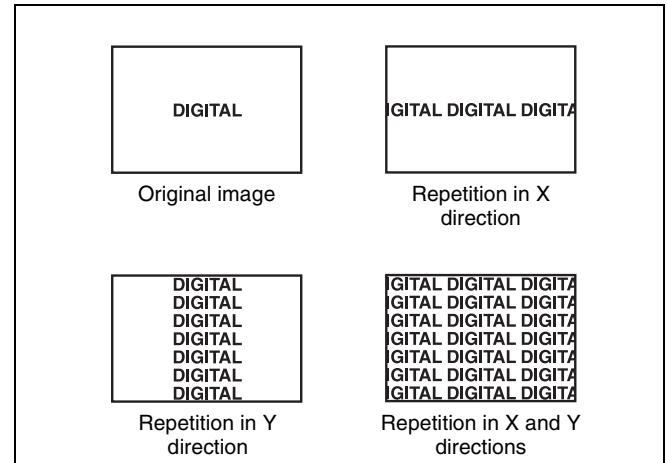 DIGITAL
IGITAL DIGITAL DIGITA
Original image
Repetition in X
direction
DIGITAL
DIGITAL
DIGITAL
DIGITAL
DIGITAL
DIGITAL
DIGITAL
IGITAL DIGITAL DIGITA
IGITAL DIGITAL DIGITA
IGITAL DIGITAL DIGITA
IGITAL DIGITAL DIGITA
IGITAL DIGITAL DIGITA
IGITAL DIGITAL DIGITA
IGITAL DIGITAL DIGITA
Repetition in Y
direction
Repetition in X and Y
directions